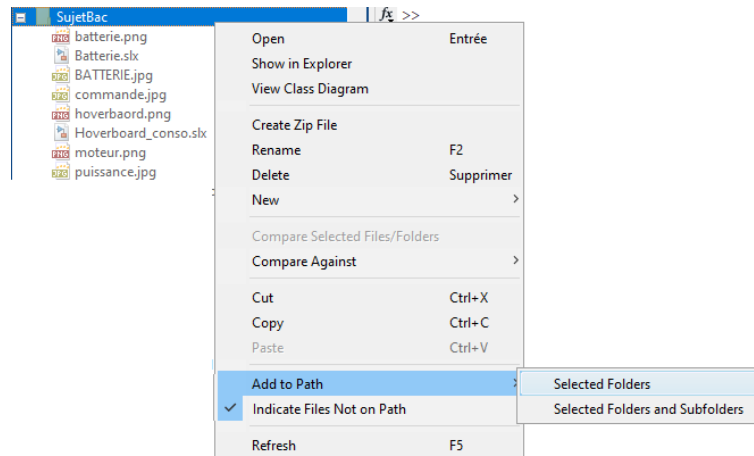 SujetBac
fx >>
batterie.png
Batterie.slx
BATTERIE.jpg
commande.jpg
hoverbaord.png
Hoverboard_conso.slx
moteur.png
puissance.jpg
Open Entrée
Show in Explorer
View Class Diagram
Create Zip File
Rename F2
Delete Supprimer
New
Compare Selected Files/Folders
Compare Against
Cut Ctrl+X
Copy Ctrl+C
Paste Ctrl+V
Add to Path
Indicate Files Not on Path
Refresh F5
Selected Folders
Selected Folders and Subfolders